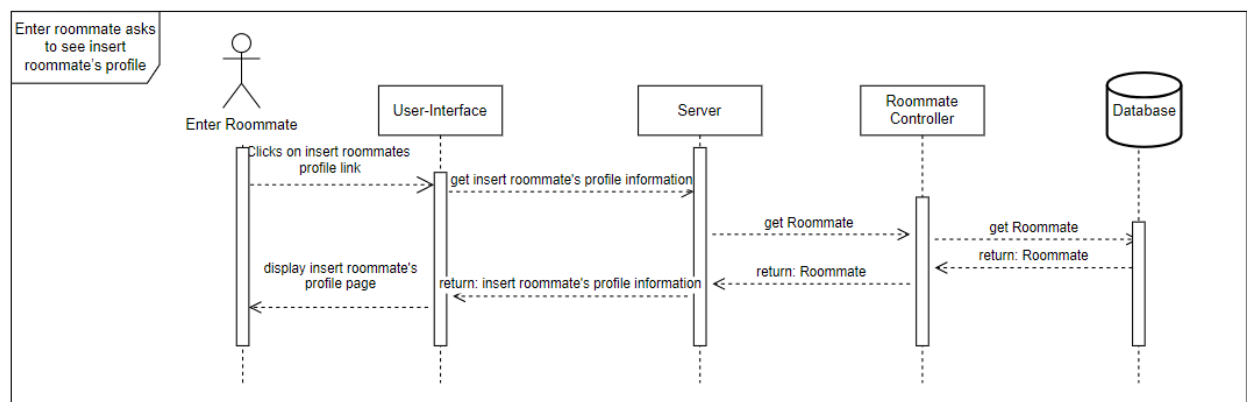 Enter roommate asks
to see insert
roommate's profile
Enter Roommate
User-Interface
Server
Roommate
Controller
Database
Clicks on insert roommates
profile link
get insert roommate's profile information
get Roommate
get Roommate
return: Roommate
return: Roommate
return: insert roommate's profile information
display insert roommate's
profile page